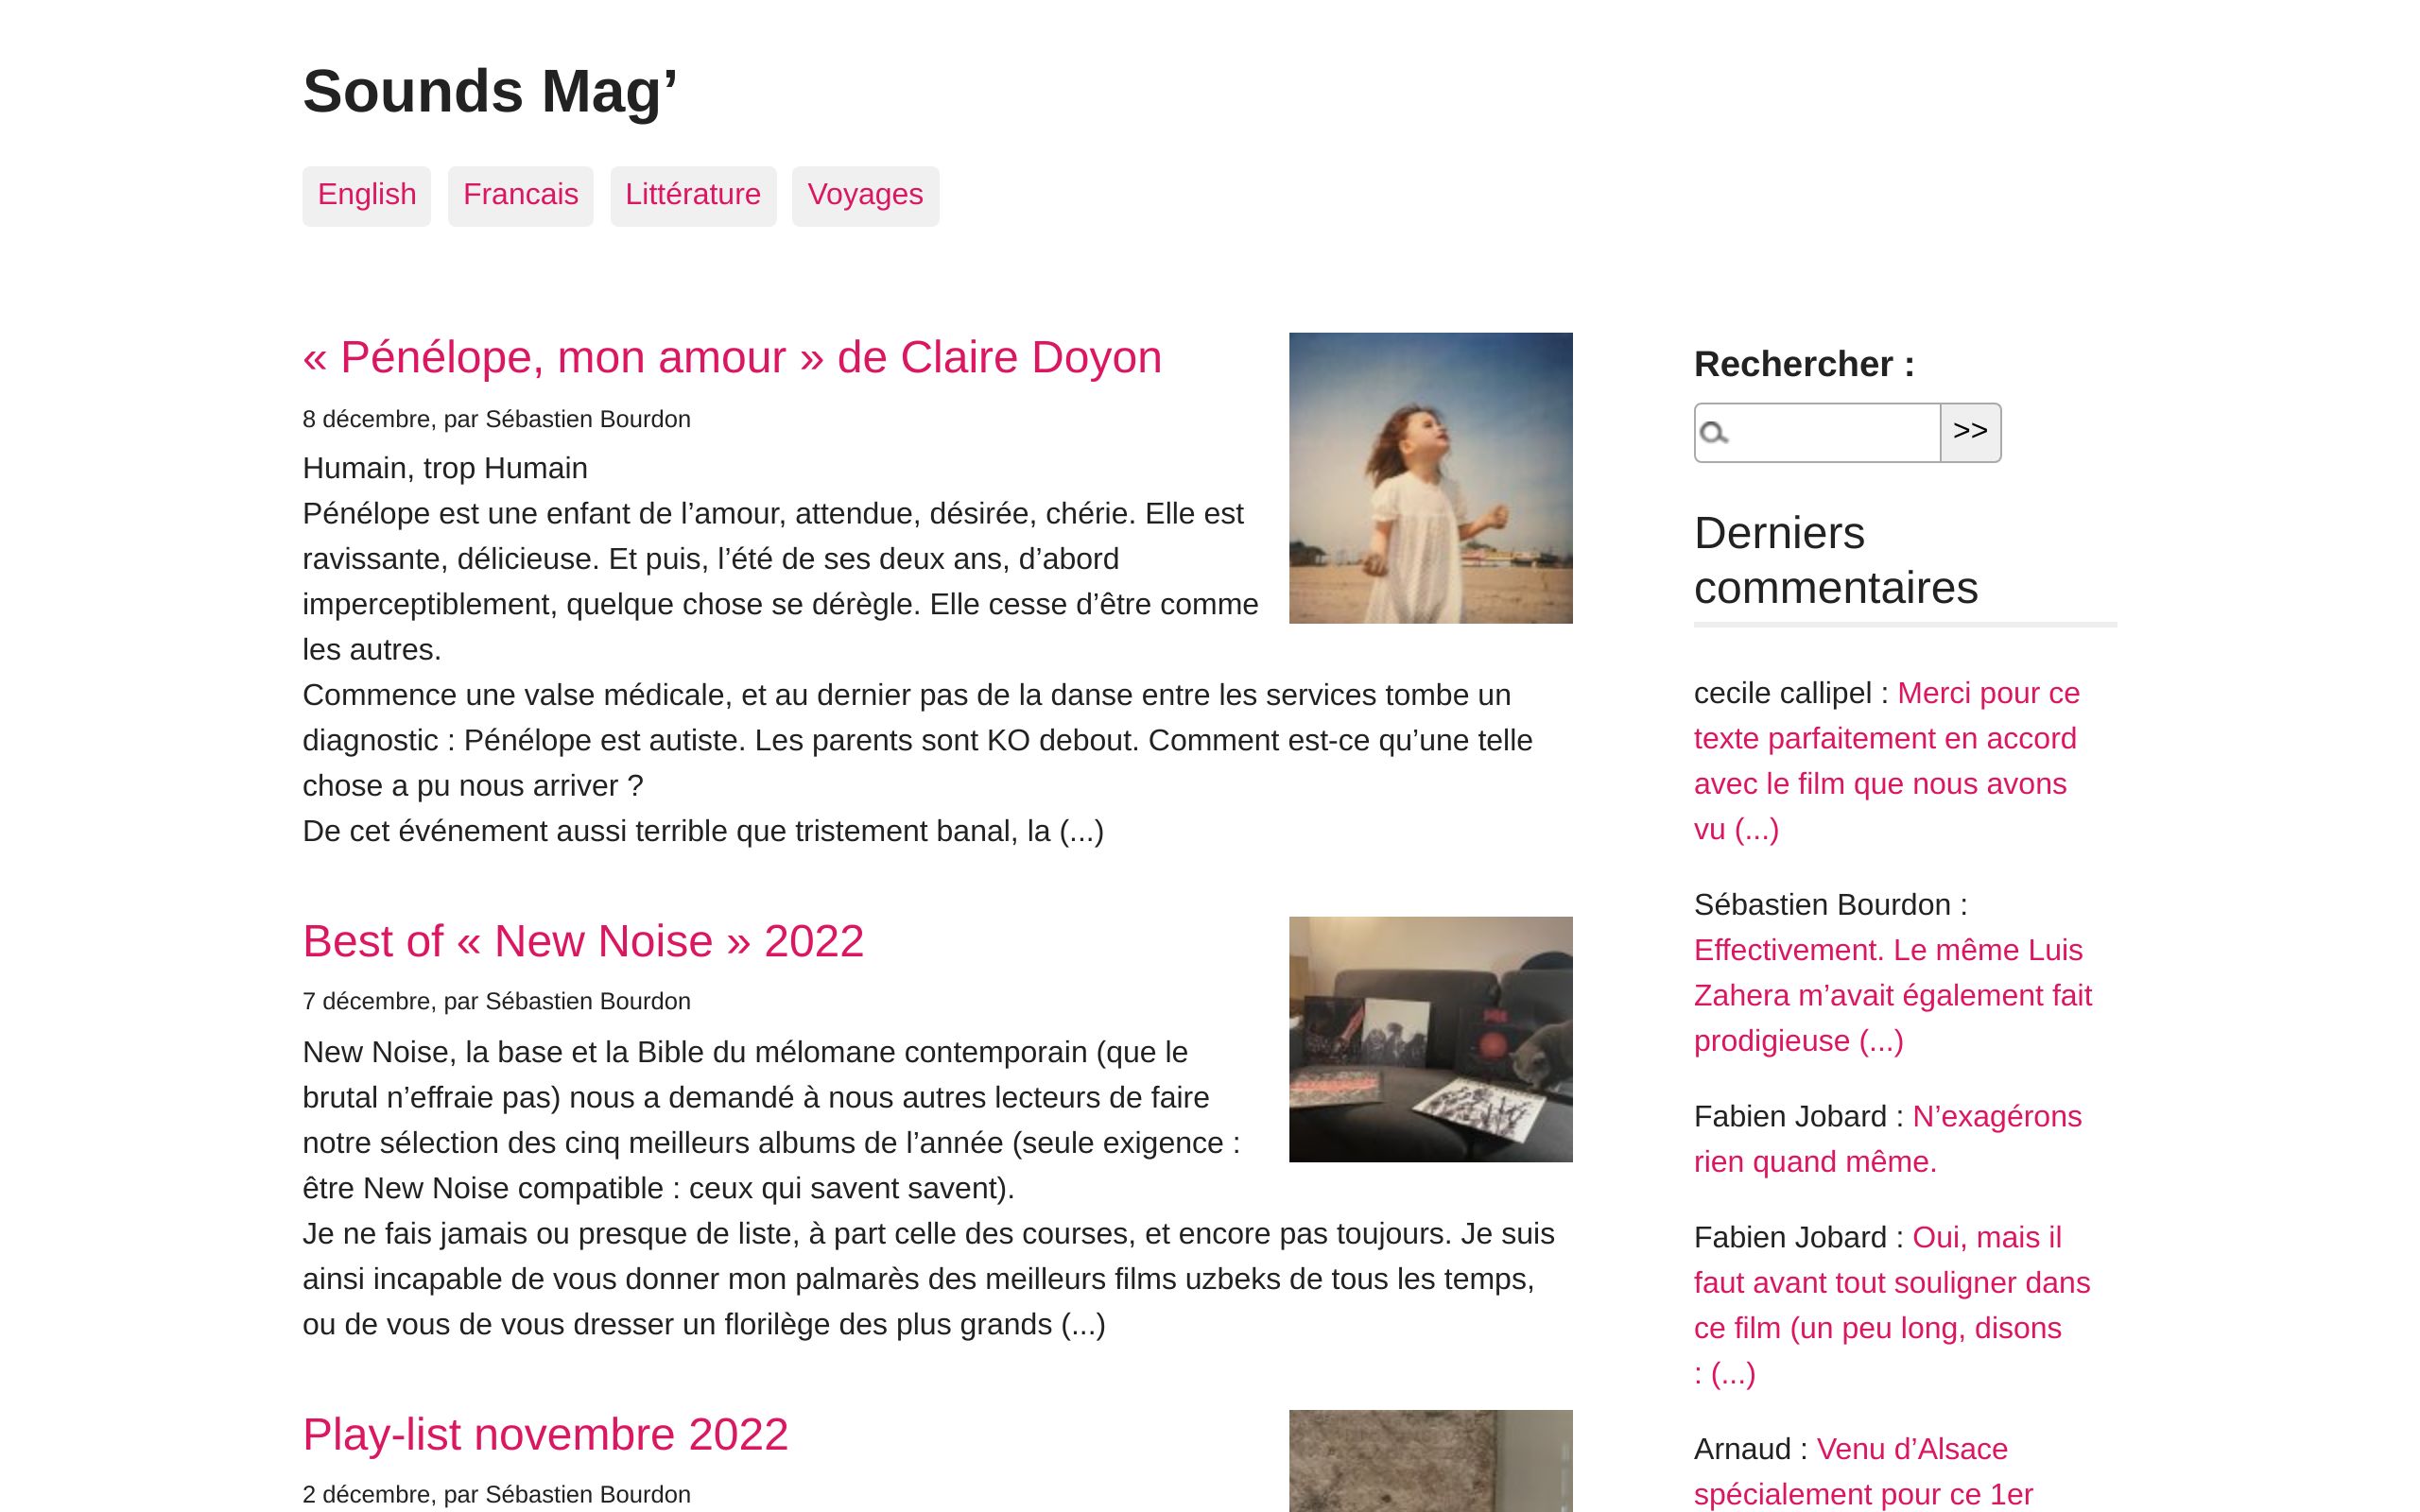 Sounds Mag’
English Francais Littérature Voyages
« Pénélope, mon amour » de Claire Doyon
8 décembre, par Sébastien Bourdon
Humain, trop Humain
Pénélope est une enfant de l’amour, attendue, désirée, chérie. Elle est
ravissante, délicieuse. Et puis, l’été de ses deux ans, d’abord
imperceptiblement, quelque chose se dérègle. Elle cesse d’être comme
les autres.
Commence une valse médicale, et au dernier pas de la danse entre les services tombe un
diagnostic : Pénélope est autiste. Les parents sont KO debout. Comment est-ce qu’une telle
chose a pu nous arriver ?
De cet événement aussi terrible que tristement banal, la (...)
Best of « New Noise » 2022
7 décembre, par Sébastien Bourdon
New Noise, la base et la Bible du mélomane contemporain (que le
brutal n’effraie pas) nous a demandé à nous autres lecteurs de faire
notre sélection des cinq meilleurs albums de l’année (seule exigence :
être New Noise compatible : ceux qui savent savent).
Je ne fais jamais ou presque de liste, à part celle des courses, et encore pas toujours. Je suis
ainsi incapable de vous donner mon palmarès des meilleurs films uzbeks de tous les temps,
ou de vous de vous dresser un florilège des plus grands (...)
Play-list novembre 2022
2 décembre, par Sébastien Bourdon
Rechercher :
>>
Derniers
commentaires
cecile callipel : Merci pour ce
texte parfaitement en accord
avec le film que nous avons
vu (...)
Sébastien Bourdon :
Effectivement. Le même Luis
Zahera m’avait également fait
prodigieuse (...)
Fabien Jobard : N’exagérons
rien quand même.
Fabien Jobard : Oui, mais il
faut avant tout souligner dans
ce film (un peu long, disons
: (...)
Arnaud : Venu d’Alsace
spécialement pour ce 1er